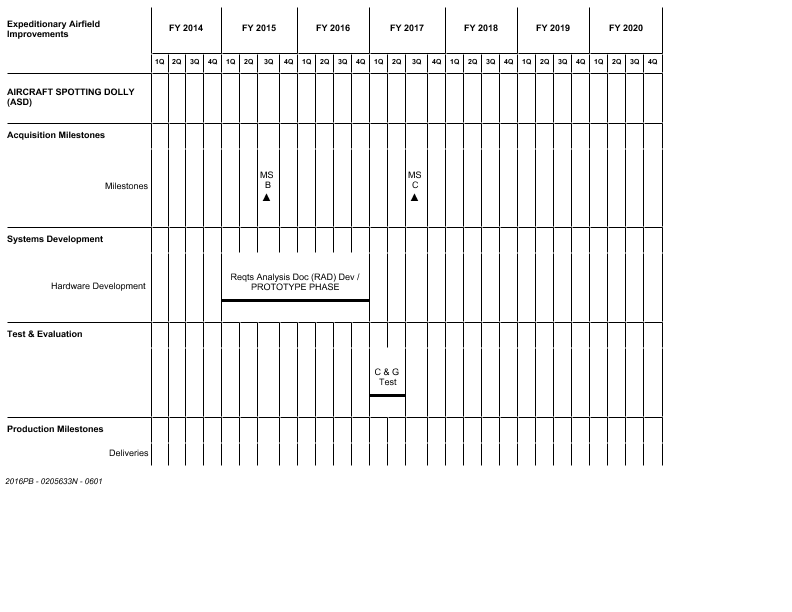 Expeditionary Airfield
Improvements
FY 2014 FY 2015 FY 2016 FY 2017 FY 2018 FY 2019 FY 2020
1Q 2Q 3Q 4Q 1Q 2Q 3Q 4Q 1Q 2Q 3Q 4Q 1Q 2Q 3Q 4Q 1Q 2Q 3Q 4Q 1Q 2Q 3Q 4Q 1Q 2Q 3Q 4Q
AIRCRAFT SPOTTING DOLLY
(ASD)
Acquisition Milestones
Milestones
MS
B
MS
C
Systems Development
Hardware Development
Reqts Analysis Doc (RAD) Dev /
PROTOTYPE PHASE
Test & Evaluation
C & G
Test
Production Milestones
Deliveries
2016PB - 0205633N - 0601